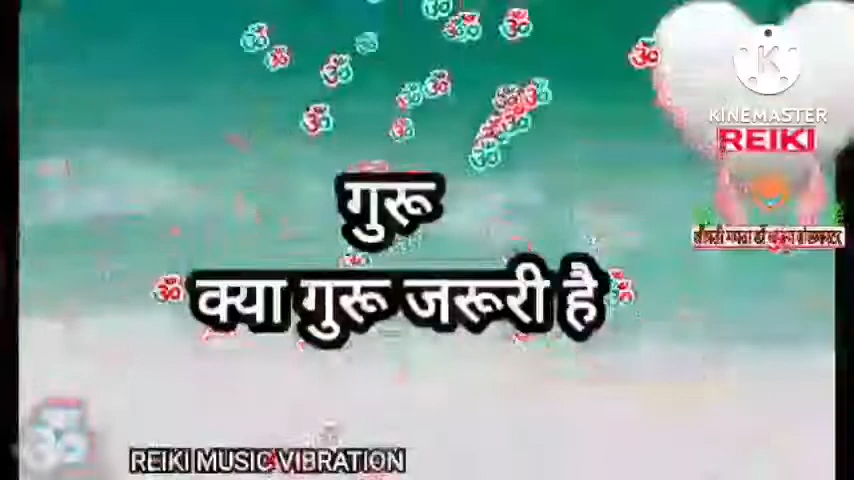 KINEMASTER
REIKI
गुरू
क्या गुरू जरूरी है
REIKI MUSIC VIBRATION